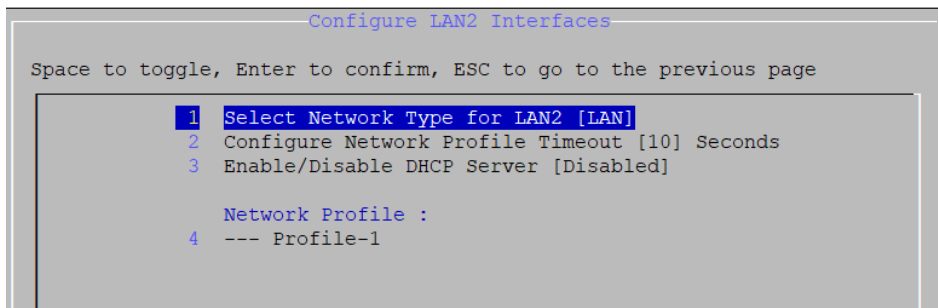 Configure LAN2 Interfaces
Space to toggle, Enter to confirm, ESC to go to the previous page
1 Select Network Type for LAN2 [LAN]
2 Configure Network Profile Timeout [10] Seconds
3 Enable/Disable DHCP Server [Disabled]
Network Profile :
4 --- Profile-1